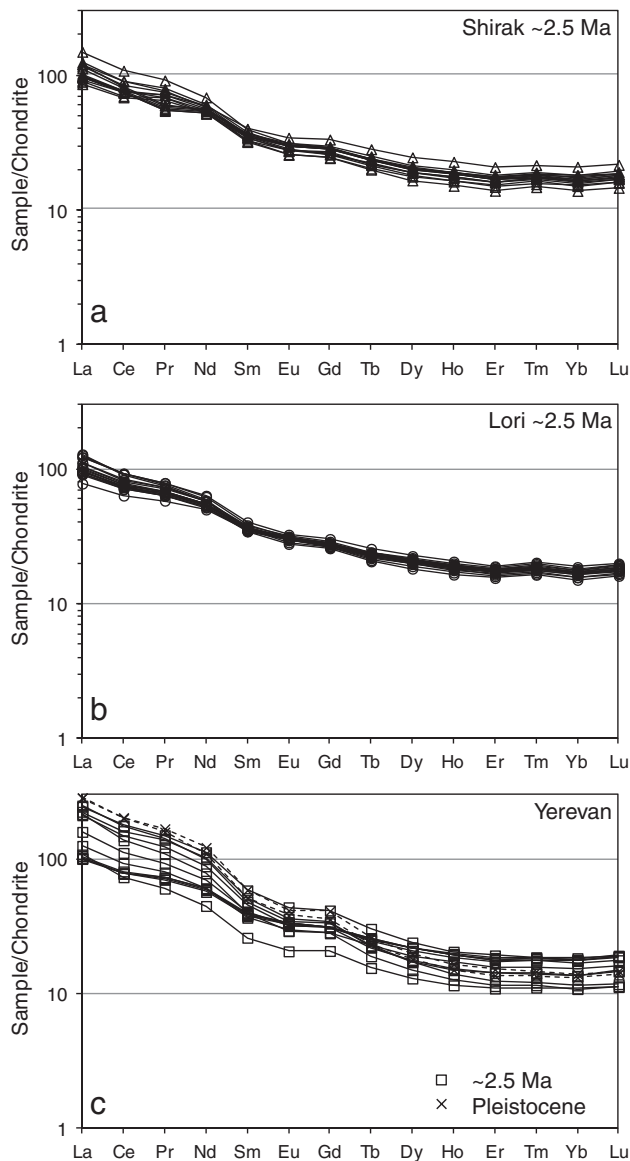 Shirak ~2.5 Ma
100
10
1
Sample/Chondrite
a
La Ce Pr Nd Sm Eu Gd Tb Dy Ho Er Tm Yb Lu
Lori ~2.5 Ma
100
10
1
Sample/Chondrite
b
La Ce Pr Nd Sm Eu Gd Tb Dy Ho Er Tm Yb Lu
Yerevan
100
10
1
Sample/Chondrite
~2.5 Ma
Pleistocene
c
La Ce Pr Nd Sm Eu Gd Tb Dy Ho Er Tm Yb Lu